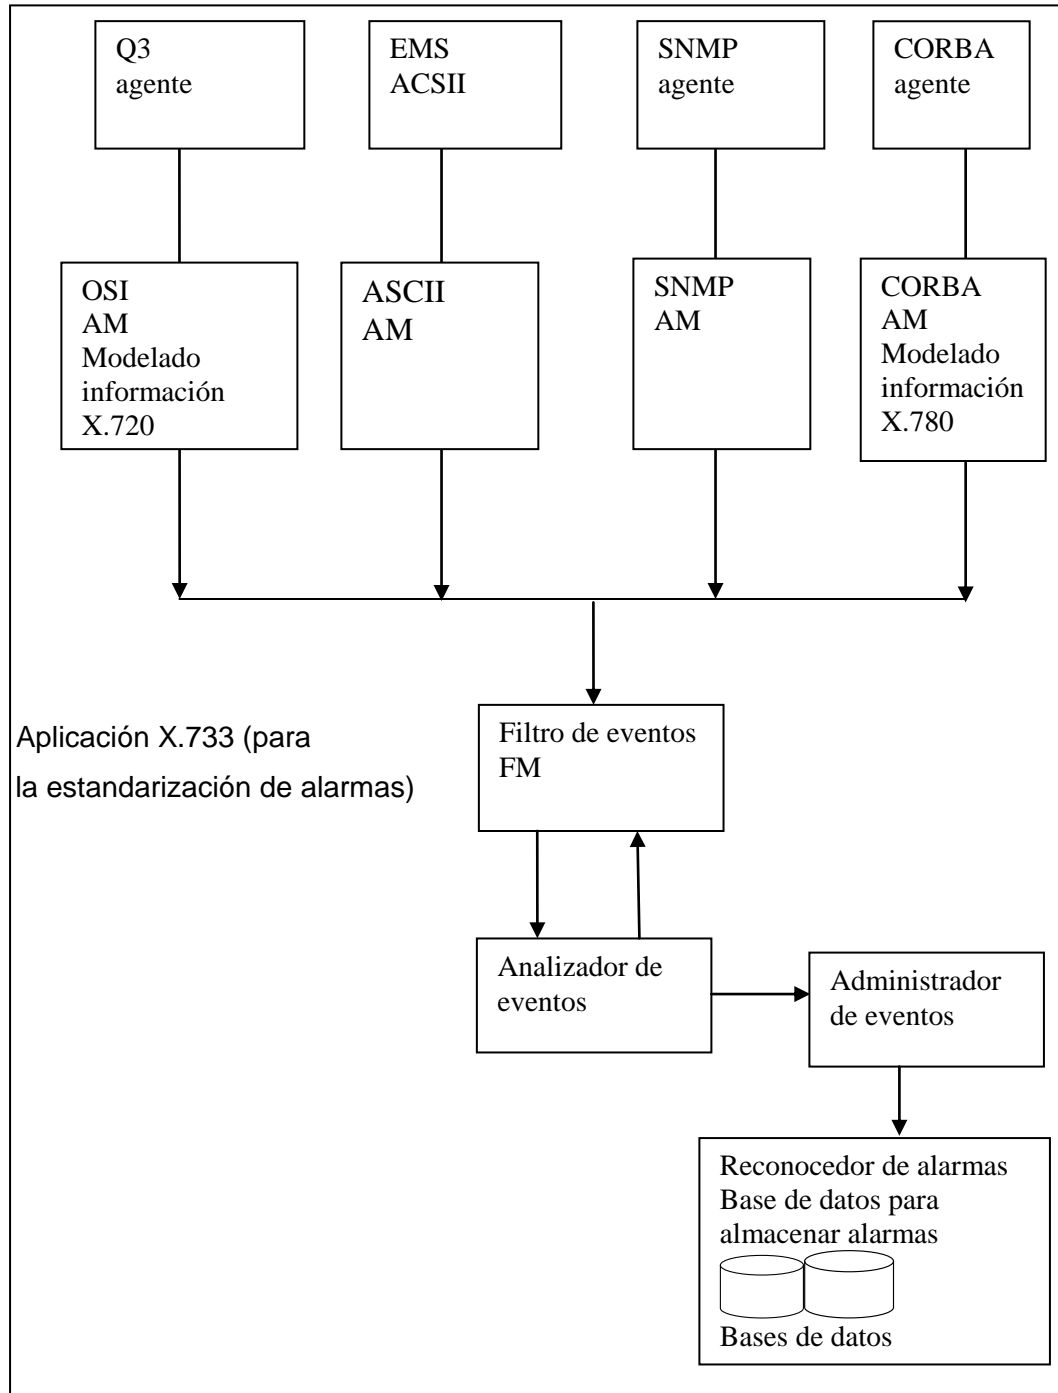 Q3
agente
EMS
ACSII
SNMP
agente
CORBA
agente
OSI
AM
Modelado
información
X.720
ASCII
AM
SNMP
AM
CORBA
AM
Modelado
información
X.780
Aplicación X.733 (para
la estandarización de alarmas)
Filtro de eventos
FM
Analizador de
eventos
Administrador
de eventos
Reconocedor de alarmas
Base de datos para
almacenar alarmas
Bases de datos